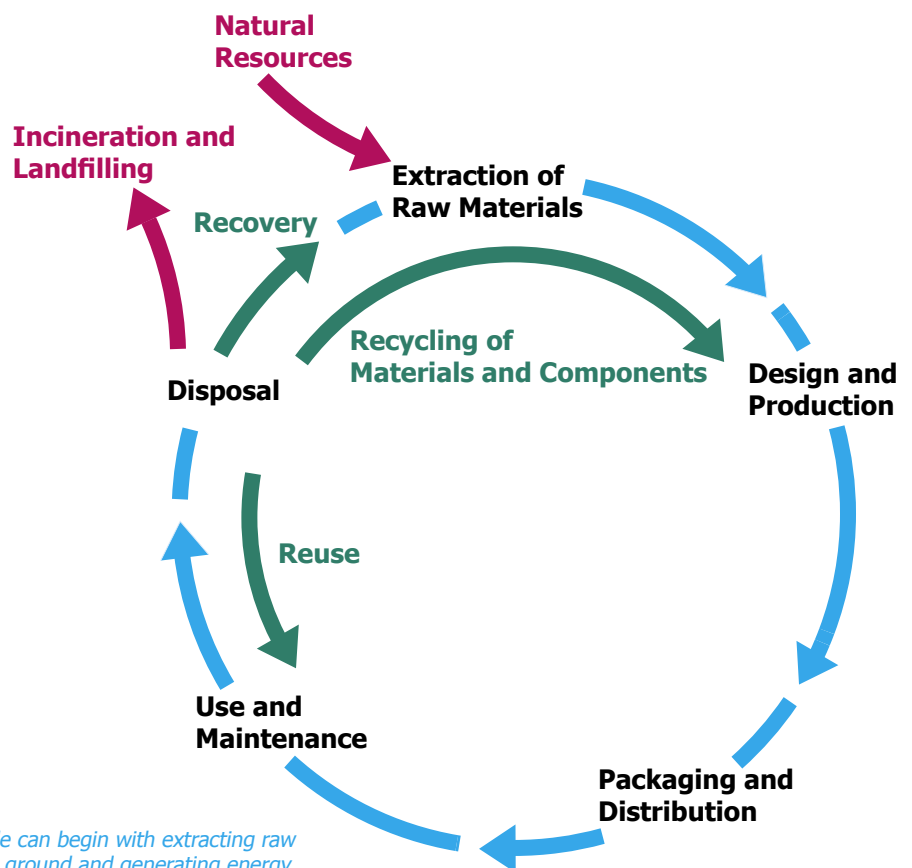 Natural
Resources
Incineration and
Landfilling
Extraction of
Raw Materials
Recovery
Recycling of
Materials and Components
Design and
Production
Disposal
Reuse
Use and
Maintenance
Packaging and
Distribution
can begin with extracting raw
ground and generating energy.